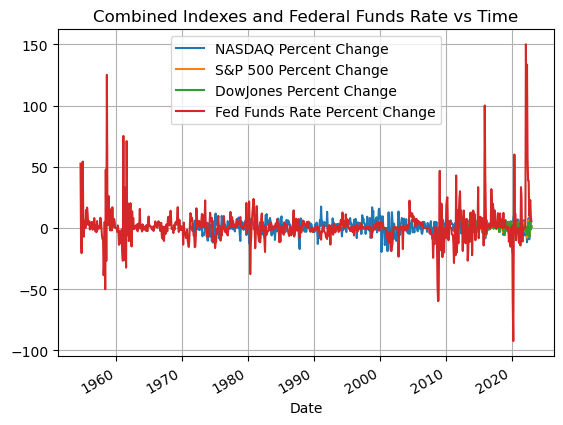 Combined Indexes and Federal Funds Rate vs Time
NASDAQ Percent Change
S&P 500 Percent Change
DowJones Percent Change
Fed Funds Rate Percent Change
150
100
50
0
−50
−100
1960
1970
1980
1990
2000
2010
2020
Date